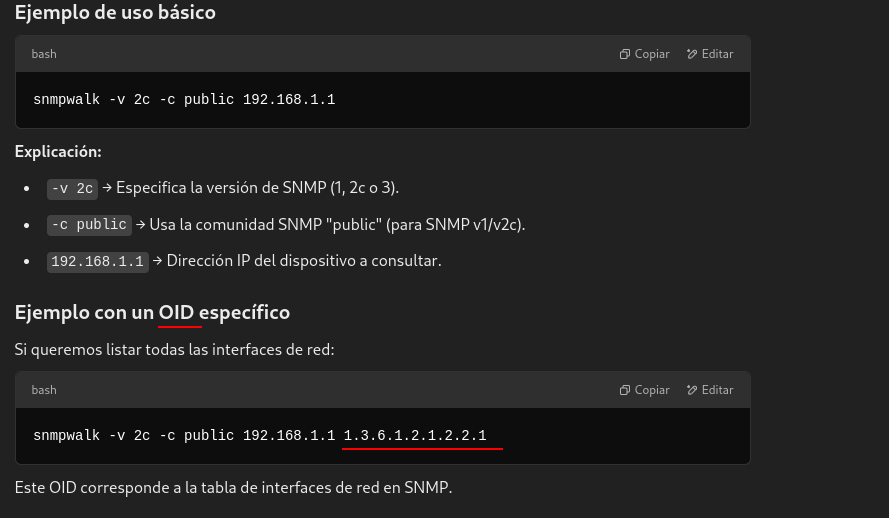 Ejemplo de uso básico
bash Copiar Editar
snmpwalk -v 2c -c public 192.168.1.1
Explicación:
• -v 2c → Especifica la versión de SNMP (1, 2c o 3).
• -c public → Usa la comunidad SNMP "public" (para SNMP v1/v2c).
• 192.168.1.1 → Dirección IP del dispositivo a consultar.
Ejemplo con un OID específico
Si queremos listar todas las interfaces de red:
bash Copiar Editar
snmpwalk -v 2c -c public 192.168.1.1 1.3.6.1.2.1.2.2.1
Este OID corresponde a la tabla de interfaces de red en SNMP.